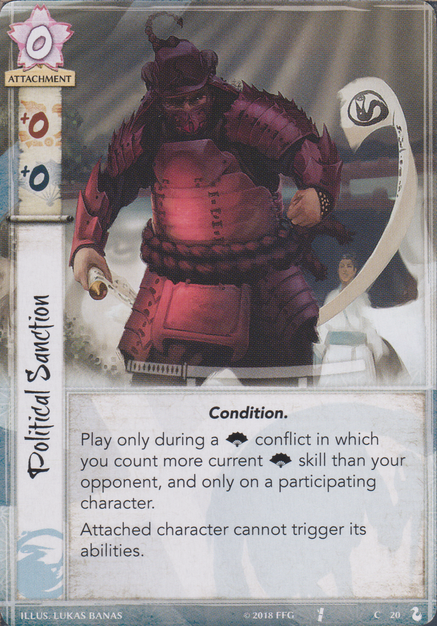 0
ATTACHMENT
+0
+0
Political Sanction
Condition.
Play only during a conflict in which
you count more current skill than your
opponent, and only on a participating
character.
Attached character cannot trigger its
abilities.
ILLUS. LUKAS BANAS © 2018 FFG C 20